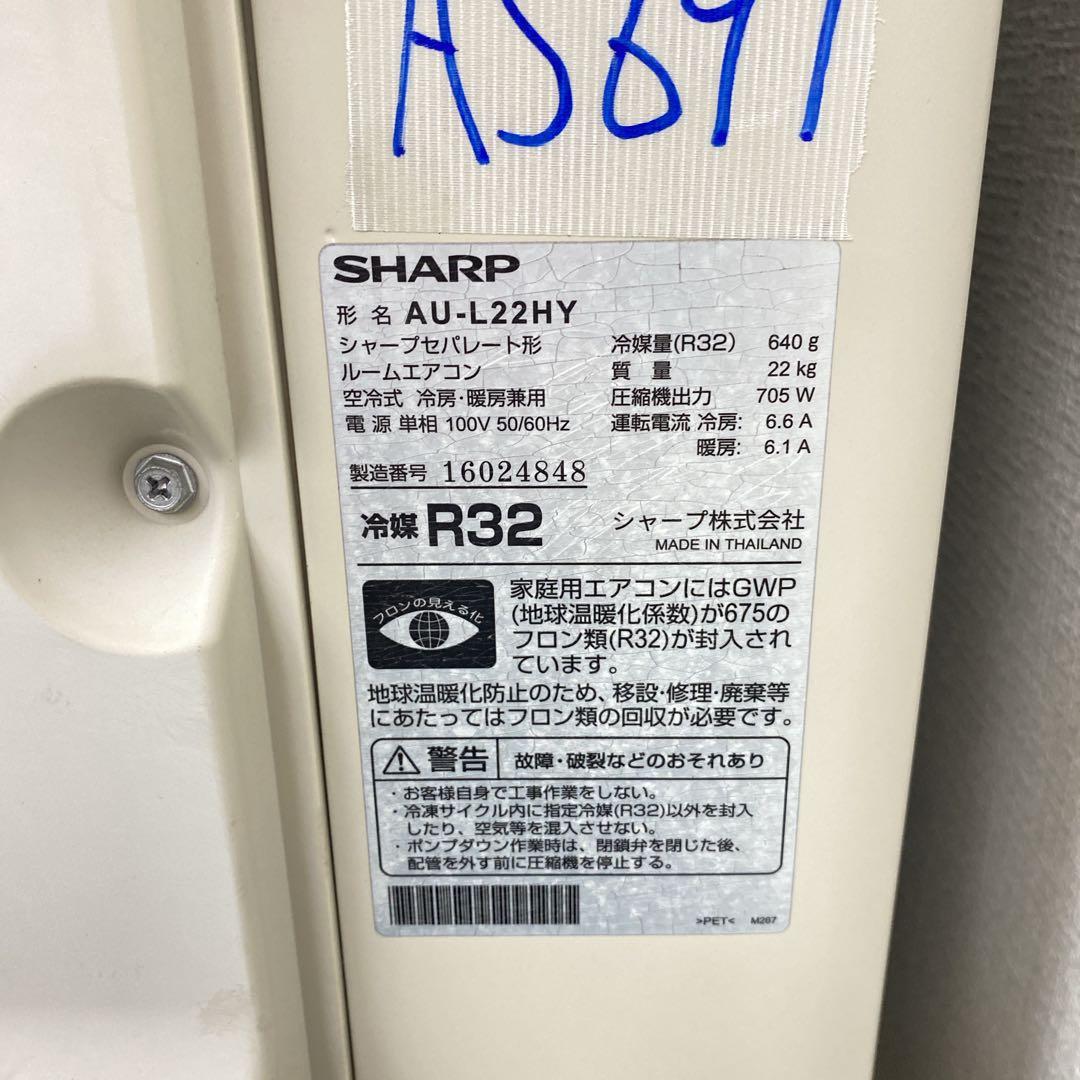 AS697
SHARP
形 名 AU-L22HY
シャープセパレート形
ルームエアコン
空冷式 冷房・暖房兼用
電 源 単相 100V 50/60Hz
冷媒量(R32) 640 g
質 量 22 kg
圧縮機出力 705 W
運転電流 冷房: 6.6 A
暖房: 6.1 A
製造番号 16024848
冷媒 R32
シャープ株式会社
MADE IN THAILAND
フロンの見える化
家庭用エアコンにはGWP
(地球温暖化係数)が675の
フロン類(R32)が封入され
ています。
地球温暖化防止のため、移設・修理・廃棄等
にあたってはフロン類の回収が必要です。
警告 故障・破裂などのおそれあり
・お客様自身で工事作業をしない。
・冷凍サイクル内に指定冷媒(R32)以外を封入
したり、空気等を混入させない。
・ポンプダウン作業時は、閉鎖弁を閉じた後、
配管を外す前に圧縮機を停止する。
>PET< M267